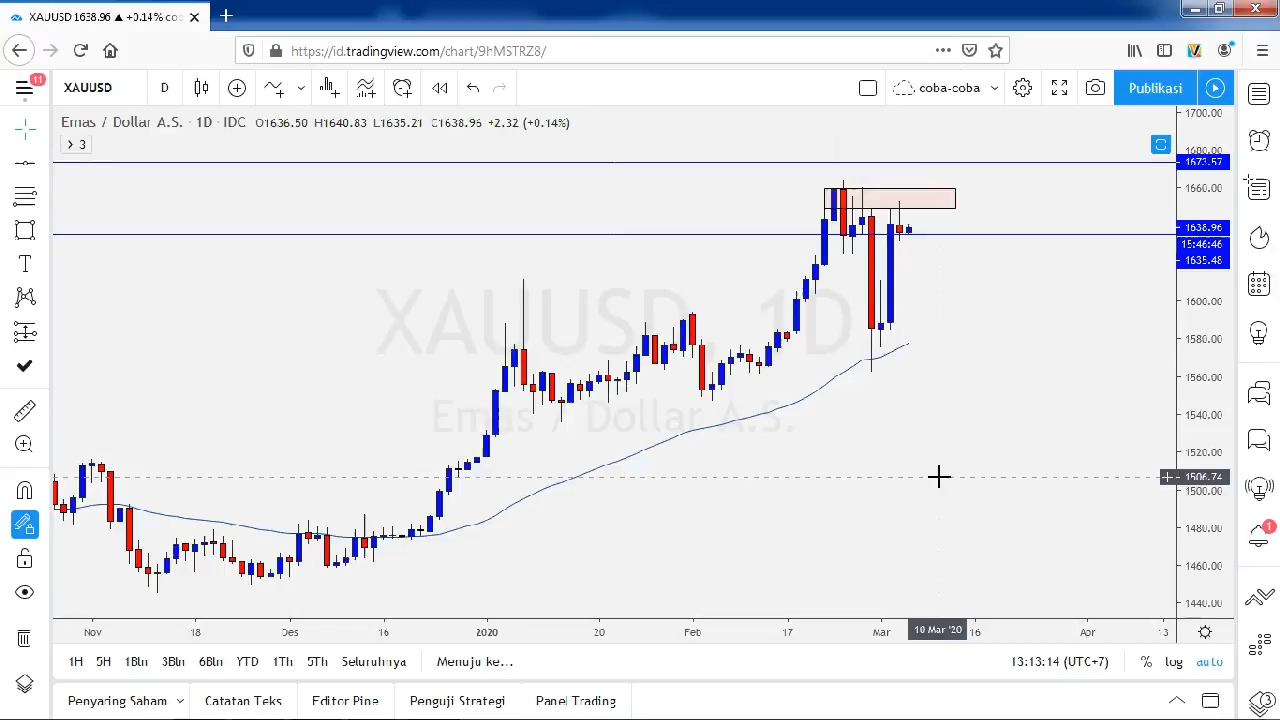 XAUUSD 1638.96 ▲ +0.14% co
https://id.tradingview.com/chart/9hMSTRZ8/
11
XAUUSD
D
coba-coba
Publikasi
Emas / Dollar A.S. · 1D · IDC O1636.50 H1640.83 L1635.21 C1638.96 +2.32 (+0.14%)
3
XAUUSD, 1D
Emas / Dollar A.S.
1700.00
1680.00
1673.57
1660.00
1638.96
15:46:46
1635.48
1600.00
1580.00
1560.00
1540.00
1520.00
1506.74
1500.00
1480.00
1460.00
1440.00
1
Nov 18 Des 16 2020 20 Feb 17 Mar 10 Mar '20 16 Apr 13
1H 5H 1Bln 3Bln 6Bln YTD 1Th 5Th Seluruhnya Menuju ke... 13:13:14 (UTC+7) % log auto
Penyaring Saham Catatan Teks Editor Pine Penguji Strategi Panel Trading